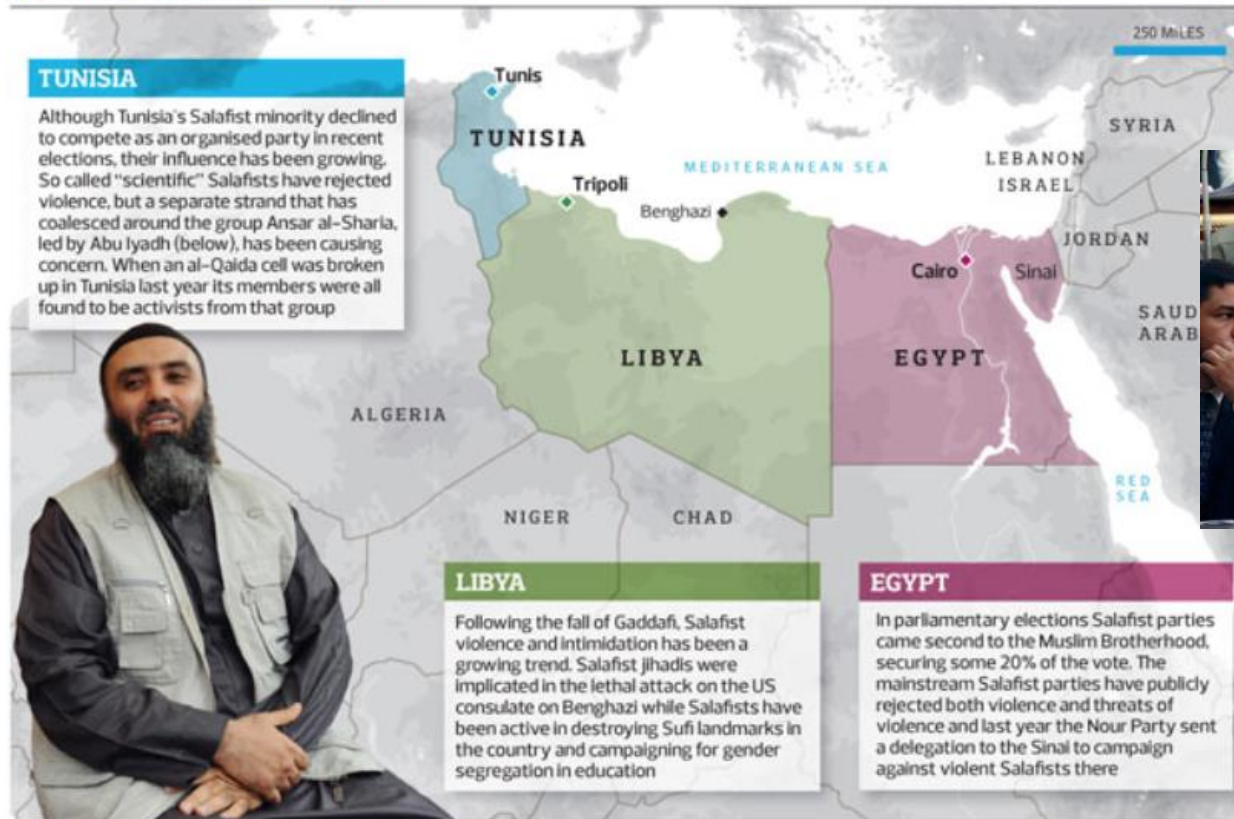 250 MILES
TUNISIA
Although Tunisia's Salafist minority declined
to compete as an organised party in recent
elections, their influence has been growing.
So called "scientific" Salafists have rejected
violence, but a separate strand that has
coalesced around the group Ansar al-Sharia,
led by Abu Iyadh (below), has been causing
concern. When an al-Qaida cell was broken
up in Tunisia last year its members were all
found to be activists from that group
Tunis
TUNISIA
Tripoli
MEDITERRANEAN SEA
Benghazi
SYRIA
LEBANON
ISRAEL
JORDAN
Cairo
Sinai
SAUD
ARAB
LIBYA
EGYPT
ALGERIA
NIGER
CHAD
RED
SEA
LIBYA
Following the fall of Gaddafi, Salafist
violence and intimidation has been a
growing trend. Salafist jihadis were
implicated in the lethal attack on the US
consulate on Benghazi while Salafists have
been active in destroying Sufi landmarks in
the country and campaigning for gender
segregation in education
EGYPT
In parliamentary elections Salafist parties
came second to the Muslim Brotherhood,
securing some 20% of the vote. The
mainstream Salafist parties have publicly
rejected both violence and threats of
violence and last year the Nour Party sent
a delegation to the Sinai to campaign
against violent Salafists there